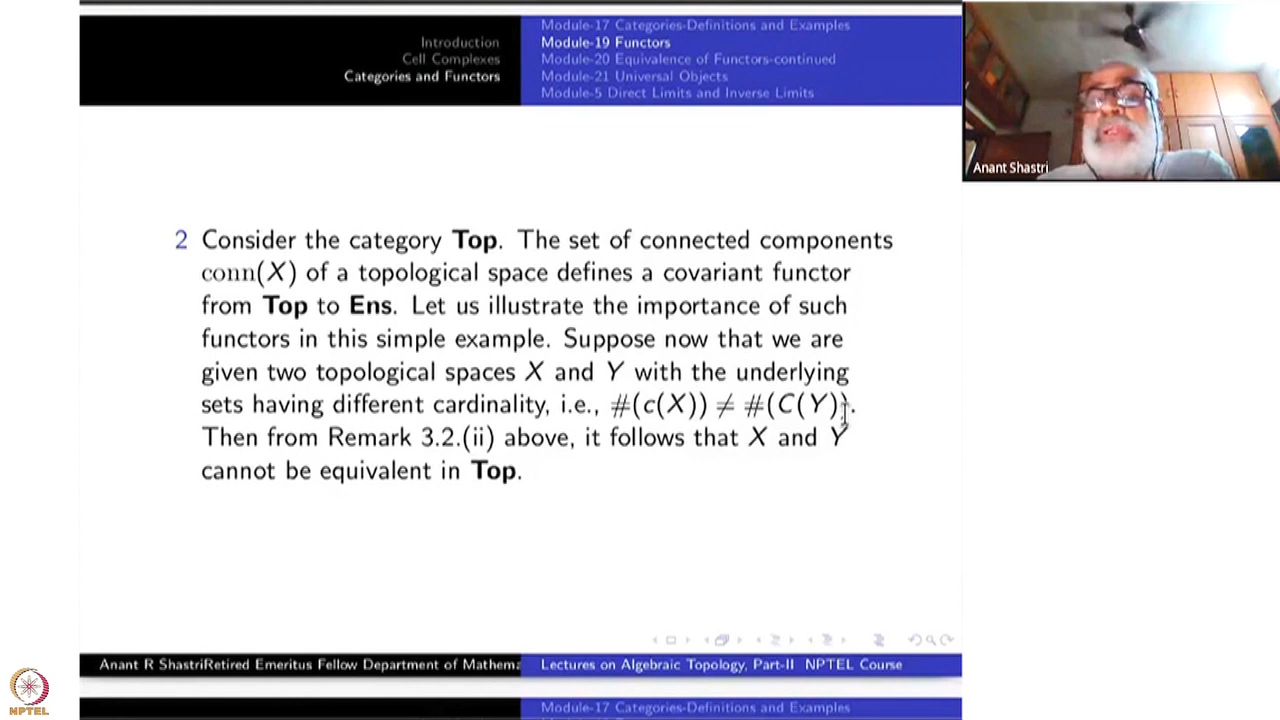 Introduction
Cell Complexes
Categories and Functors
Module-17 Categories-Definitions and Examples
Module-19 Functors
Module-20 Equivalence of Functors-continued
Module-21 Universal Objects
Module-5 Direct Limits and Inverse Limits
Anant Shastri
2 Consider the category Top. The set of connected components
conn(X) of a topological space defines a covariant functor
from Top to Ens. Let us illustrate the importance of such
functors in this simple example. Suppose now that we are
given two topological spaces X and Y with the underlying
sets having different cardinality, i.e., #(c(X)) ≠ #(C(Y)).
Then from Remark 3.2.(ii) above, it follows that X and Y
cannot be equivalent in Top.
Anant R ShastriRetired Emeritus Fellow Department of Mathema
Lectures on Algebraic Topology, Part-II NPTEL Course
NPTEL
Module-17 Categories-Definitions and Examples